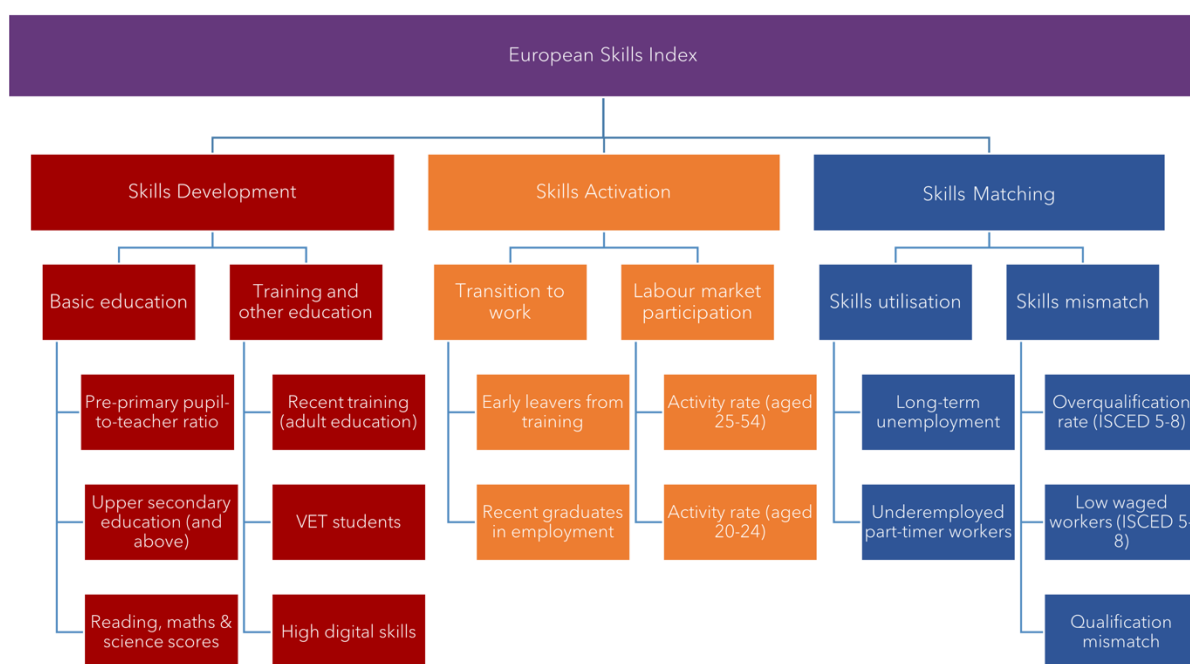 European Skills Index
Skills Development
Skills Activation
Skills Matching
Basic education
Training and
other education
Transition to
work
Labour market
participation
Skills utilisation
Skills mismatch
Pre-primary pupil-
to-teacher ratio
Recent training
(adult education)
Early leavers from
training
Activity rate (aged
25-54)
Long-term
unemployment
Overqualification
rate (ISCED 5-8)
Upper secondary
education (and
above)
VET students
Recent graduates
in employment
Activity rate (aged
20-24)
Underemployed
part-timer workers
Low waged
workers (ISCED 5-
8)
Reading, maths &
science scores
High digital skills
Qualification
mismatch